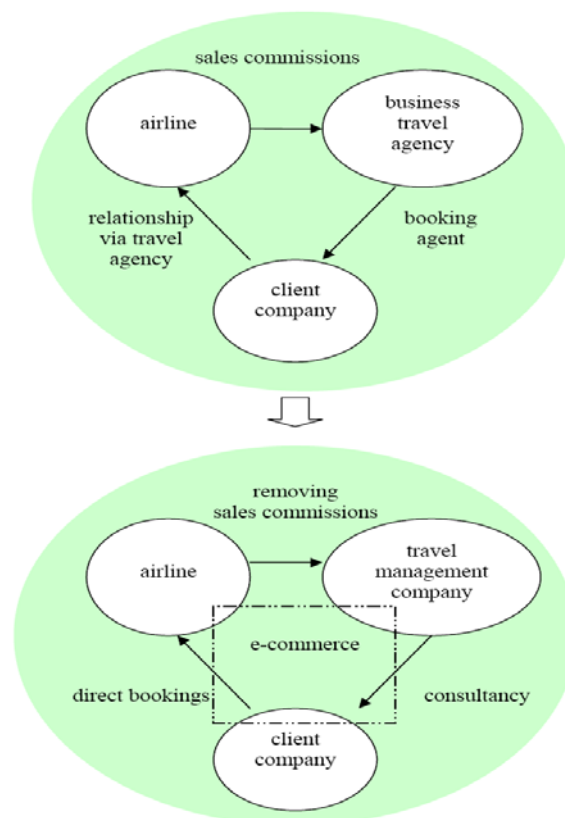 sales commissions
airline
business
travel
agency
relationship
via travel
agency
booking
agent
client
company
removing
sales commissions
airline
travel
management
company
e-commerce
direct bookings
consultancy
client
company